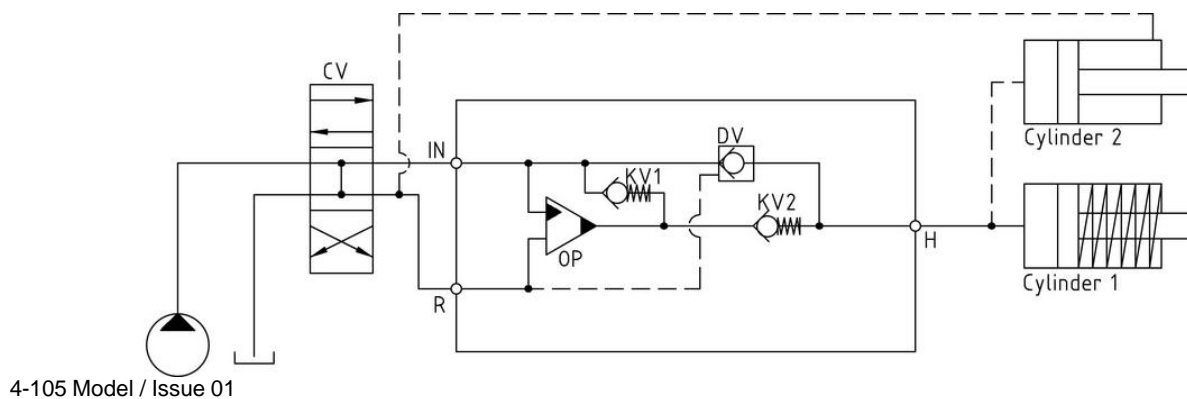 CV
IN
DV
KV1
KV2
OP
R
H
Cylinder 2
Cylinder 1
4-105 Model / Issue 01